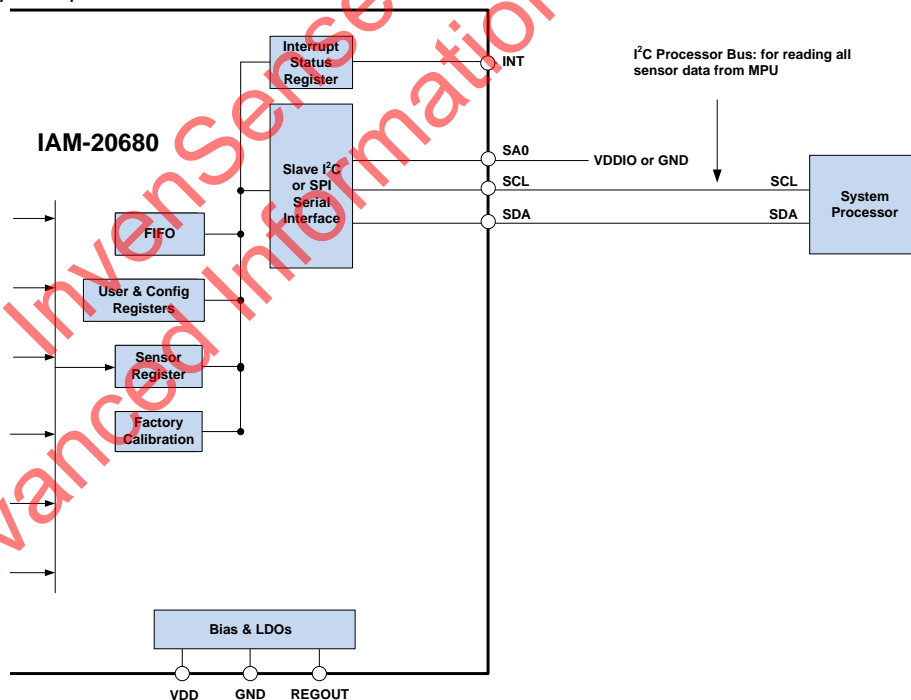 Interrupt
Status
Register
INT
I²C Processor Bus: for reading all
sensor data from MPU
IAM-20680
Slave I²C
or SPI
Serial
Interface
SA0
VDDIO or GND
SCL
SCL
SDA
SDA
System
Processor
FIFO
User & Config
Registers
Sensor
Register
Factory
Calibration
Bias & LDOs
VDD
GND
REGOUT
InvenSense
Information